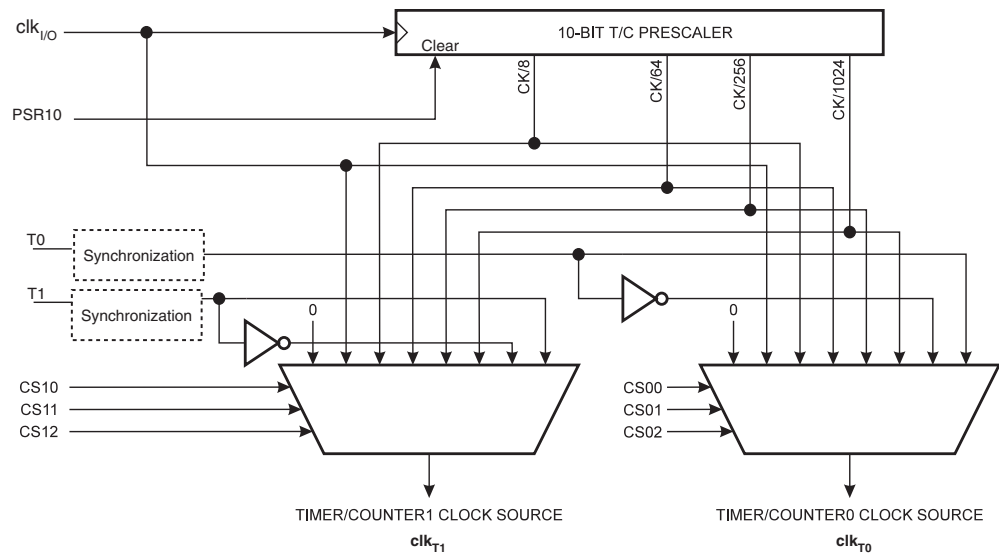 clkI/O
10-BIT T/C PRESCALER
Clear
CK/8
CK/64
CK/256
CK/1024
PSR10
T0
Synchronization
T1
Synchronization
0
0
CS10
CS11
CS12
CS00
CS01
CS02
TIMER/COUNTER1 CLOCK SOURCE
clkT1
TIMER/COUNTER0 CLOCK SOURCE
clkT0